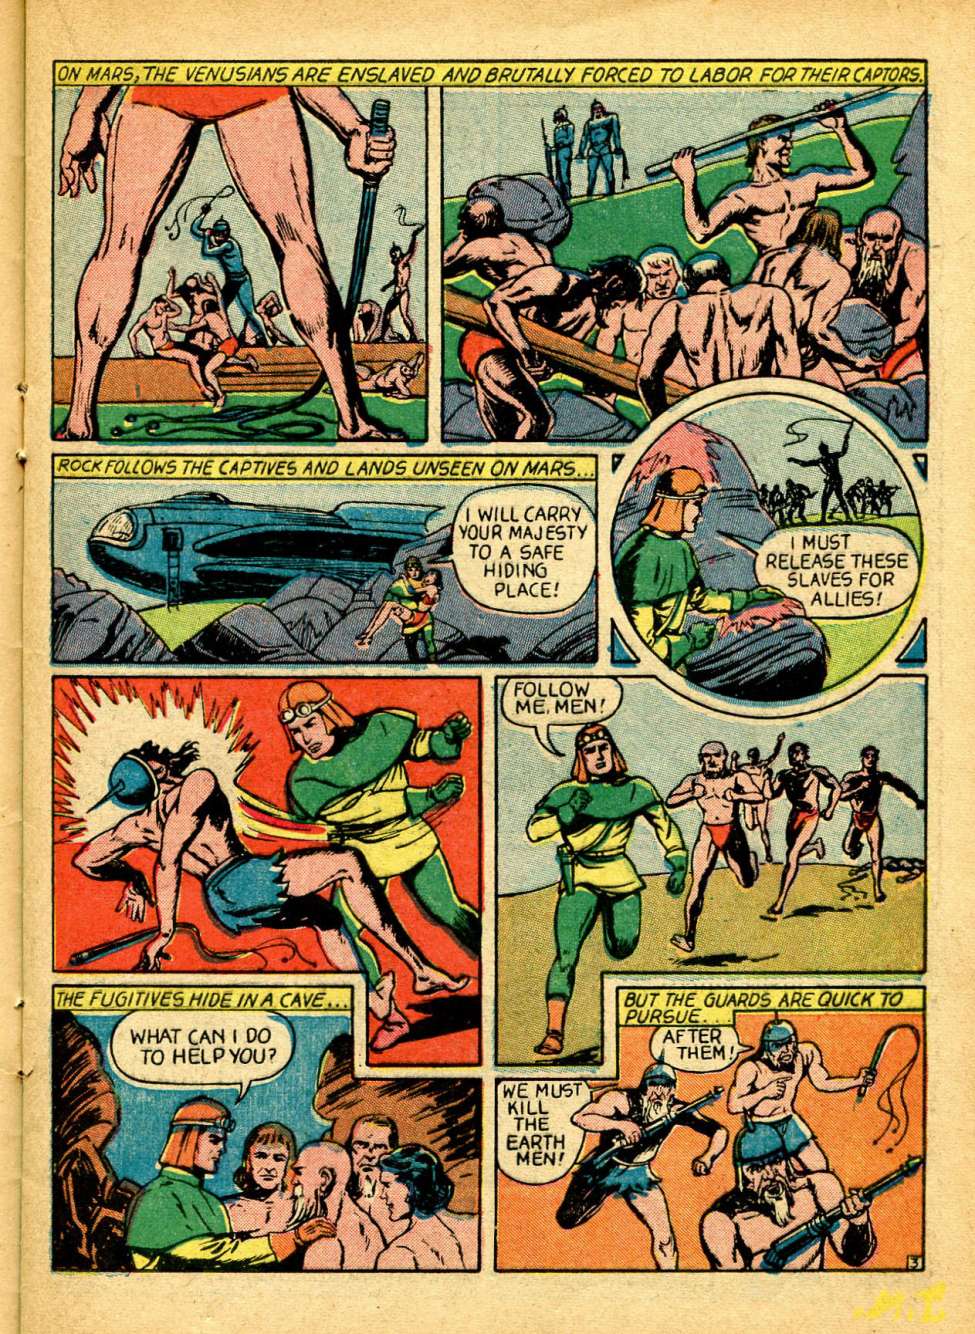 ON MARS, THE VENUSIANS ARE ENSLAVED AND BRUTALLY FORCED TO LABOR FOR THEIR CAPTORS.
ROCK FOLLOWS THE CAPTIVES AND LANDS UNSEEN ON MARS...
I WILL CARRY
YOUR MAJESTY
TO A SAFE
HIDING
PLACE!
I MUST
RELEASE THESE
SLAVES FOR
ALLIES!
FOLLOW
ME, MEN!
THE FUGITIVES HIDE IN A CAVE...
WHAT CAN I DO
TO HELP YOU?
BUT THE GUARDS ARE QUICK TO
PURSUE....
AFTER
THEM!
WE MUST
KILL
THE
EARTH
MEN!
3